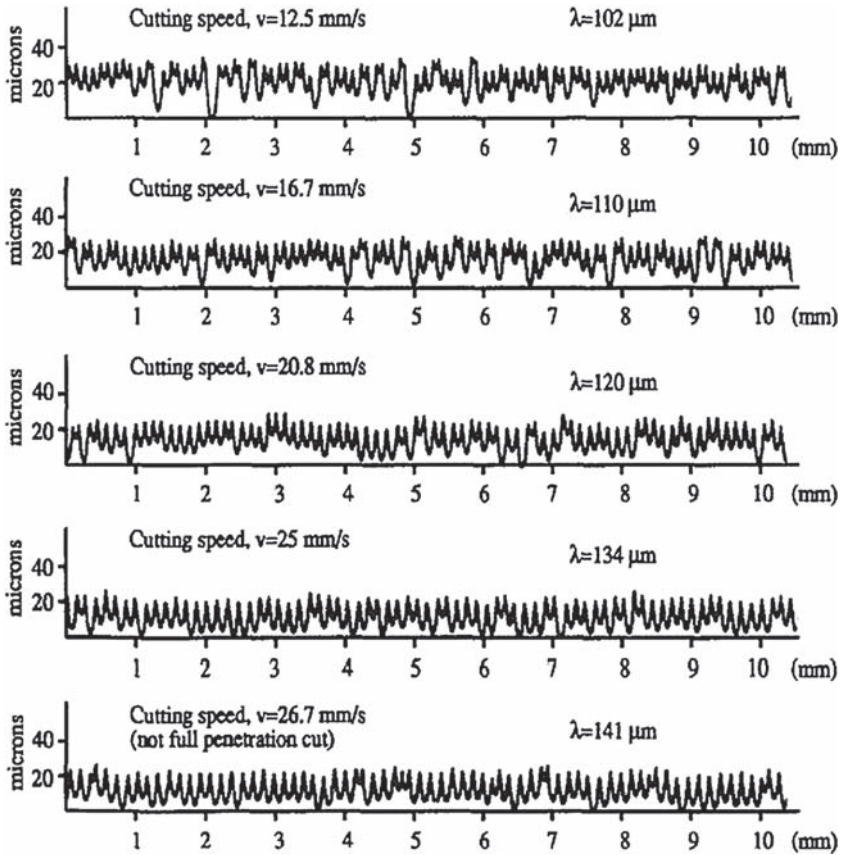 Cutting speed, v=12.5 mm/s λ=102 μm
microns
40
20
1 2 3 4 5 6 7 8 9 10 (mm)
Cutting speed, v=16.7 mm/s λ=110 μm
microns
40
20
1 2 3 4 5 6 7 8 9 10 (mm)
Cutting speed, v=20.8 mm/s λ=120 μm
microns
40
20
1 2 3 4 5 6 7 8 9 10 (mm)
Cutting speed, v=25 mm/s λ=134 μm
microns
40
20
1 2 3 4 5 6 7 8 9 10 (mm)
Cutting speed, v=26.7 mm/s λ=141 μm
(not full penetration cut)
microns
40
20
1 2 3 4 5 6 7 8 9 10 (mm)